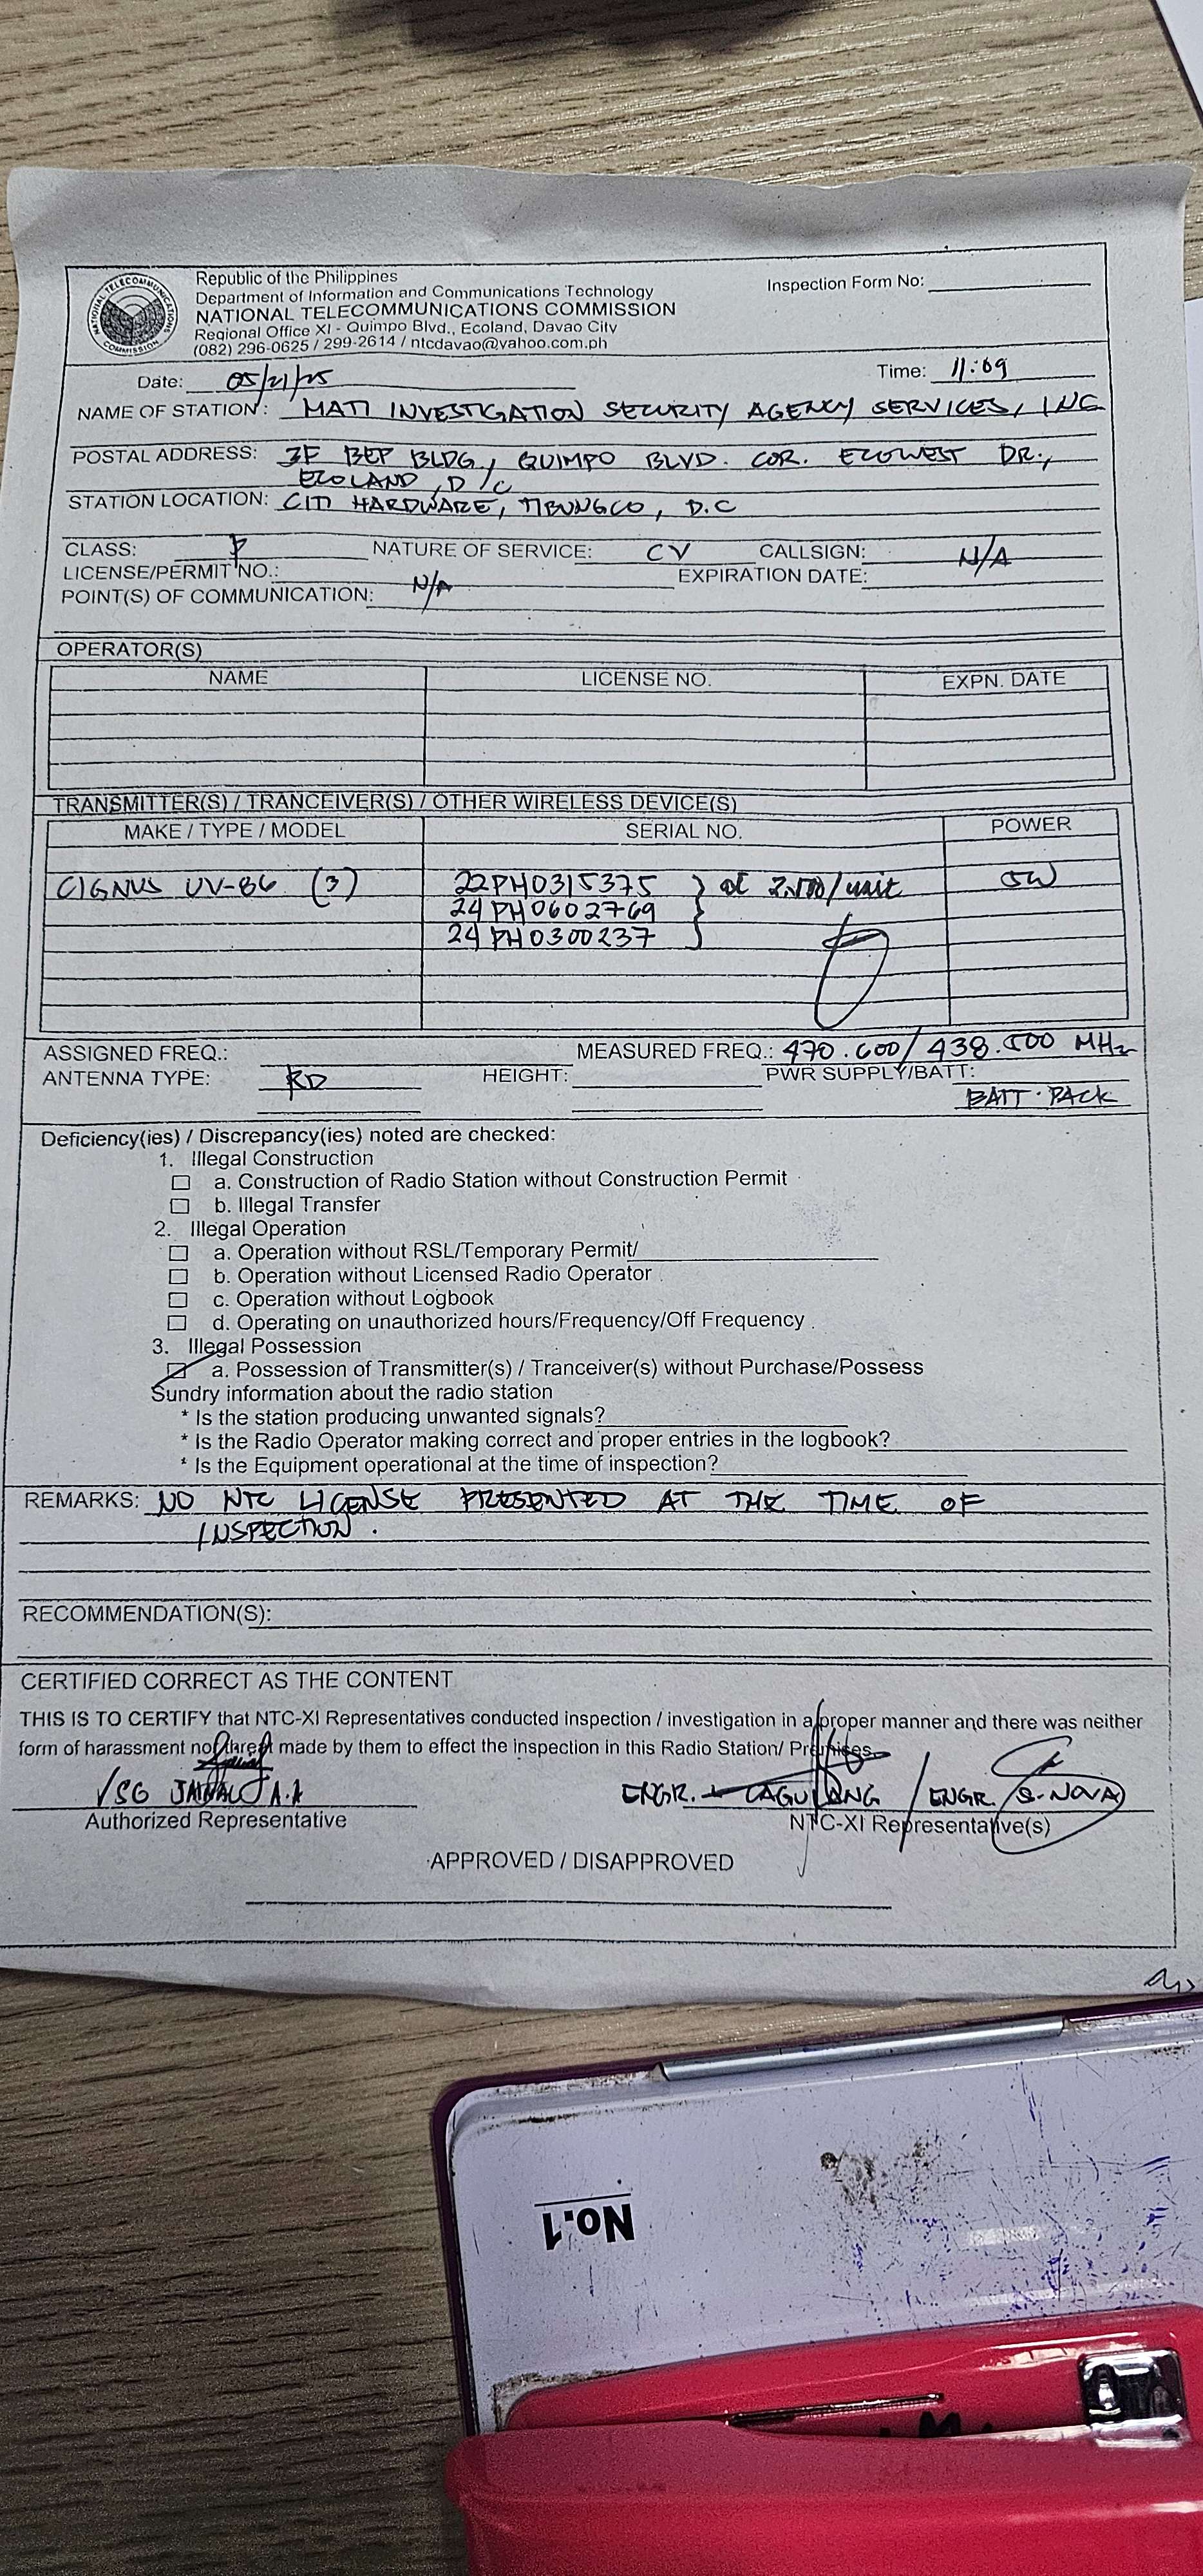 Republic of the Philippines
Department of Information and Communications Technology
NATIONAL TELECOMMUNICATIONS COMMISSION
Regional Office XI - Quimpo Blvd., Ecoland, Davao City
(082) 296-0625 / 299-2614 / ntcdavao@yahoo.com.ph
Inspection Form No:
NATIONAL TELECOMMUNICATIONS COMMISSION
Date: 05/21/25
Time: 11:09
NAME OF STATION: MATI INVESTIGATION SECURITY AGENCY SERVICES, INC
POSTAL ADDRESS: 3F BEP BLDG., QUIMPO BLVD. COR. ECOWEST DR.,
ECOLAND, D/C
STATION LOCATION: CITI HARDWARE, TIBUNGCO, D.C
CLASS: P NATURE OF SERVICE: CV CALLSIGN: N/A
LICENSE/PERMIT NO.: N/A EXPIRATION DATE:
POINT(S) OF COMMUNICATION:
OPERATOR(S)
NAME LICENSE NO. EXPN. DATE
TRANSMITTER(S) / TRANCEIVER(S) / OTHER WIRELESS DEVICE(S)
MAKE / TYPE / MODEL SERIAL NO. POWER
CIGNUS UV-86 (3) 22PH0315375 } at /unit 5W
24PH0602769
24PH0300237
ASSIGNED FREQ.: MEASURED FREQ.: 470.600/438.500 MHz
ANTENNA TYPE: RD HEIGHT: PWR SUPPLY/BATT:
BATT. PACK
Deficiency(ies) / Discrepancy(ies) noted are checked:
1. Illegal Construction
a. Construction of Radio Station without Construction Permit
b. Illegal Transfer
2. Illegal Operation
a. Operation without RSL/Temporary Permit/
b. Operation without Licensed Radio Operator
c. Operation without Logbook
d. Operating on unauthorized hours/Frequency/Off Frequency
3. Illegal Possession
a. Possession of Transmitter(s) / Tranceiver(s) without Purchase/Possess
Sundry information about the radio station
* Is the station producing unwanted signals?
* Is the Radio Operator making correct and proper entries in the logbook?
* Is the Equipment operational at the time of inspection?
REMARKS: NO NTC LICENSE PRESENTED AT THE TIME OF
INSPECTION.
RECOMMENDATION(S):
CERTIFIED CORRECT AS THE CONTENT
THIS IS TO CERTIFY that NTC-XI Representatives conducted inspection / investigation in a proper manner and there was neither
form of harassment nor threat made by them to effect the inspection in this Radio Station/ Premises.
SG A.A ENGR. / ENGR. S. NOVA
Authorized Representative NTC-XI Representative(s)
APPROVED / DISAPPROVED
No.1